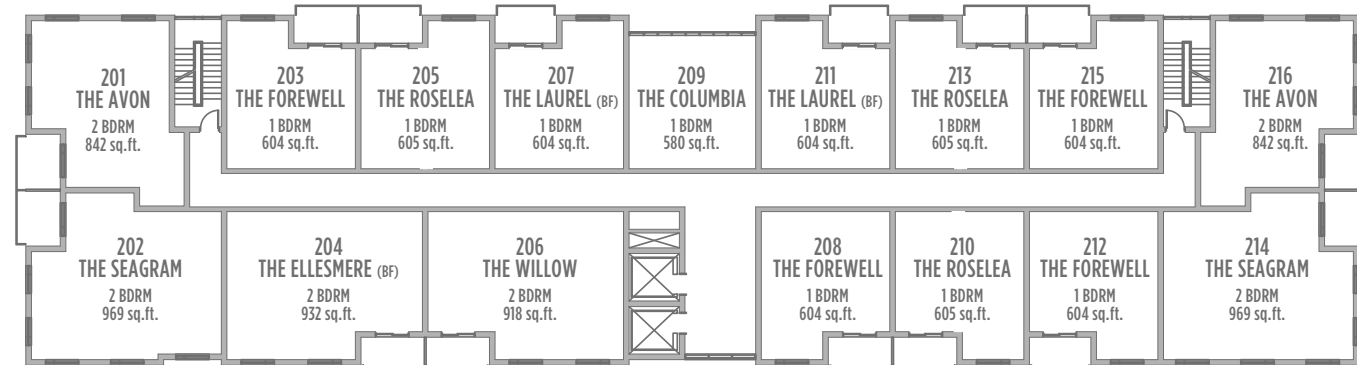 201
THE AVON
2 BDRM
842 sq.ft.
203
THE FOREWELL
1 BDRM
604 sq.ft.
205
THE ROSELEA
1 BDRM
605 sq.ft.
207
THE LAUREL (BF)
1 BDRM
604 sq.ft.
209
THE COLUMBIA
1 BDRM
580 sq.ft.
211
THE LAUREL (BF)
1 BDRM
604 sq.ft.
213
THE ROSELEA
1 BDRM
605 sq.ft.
215
THE FOREWELL
1 BDRM
604 sq.ft.
216
THE AVON
2 BDRM
842 sq.ft.
202
THE SEAGRAM
2 BDRM
969 sq.ft.
204
THE ELLESMERE (BF)
2 BDRM
932 sq.ft.
206
THE WILLOW
2 BDRM
918 sq.ft.
208
THE FOREWELL
1 BDRM
604 sq.ft.
210
THE ROSELEA
1 BDRM
605 sq.ft.
212
THE FOREWELL
1 BDRM
604 sq.ft.
214
THE SEAGRAM
2 BDRM
969 sq.ft.